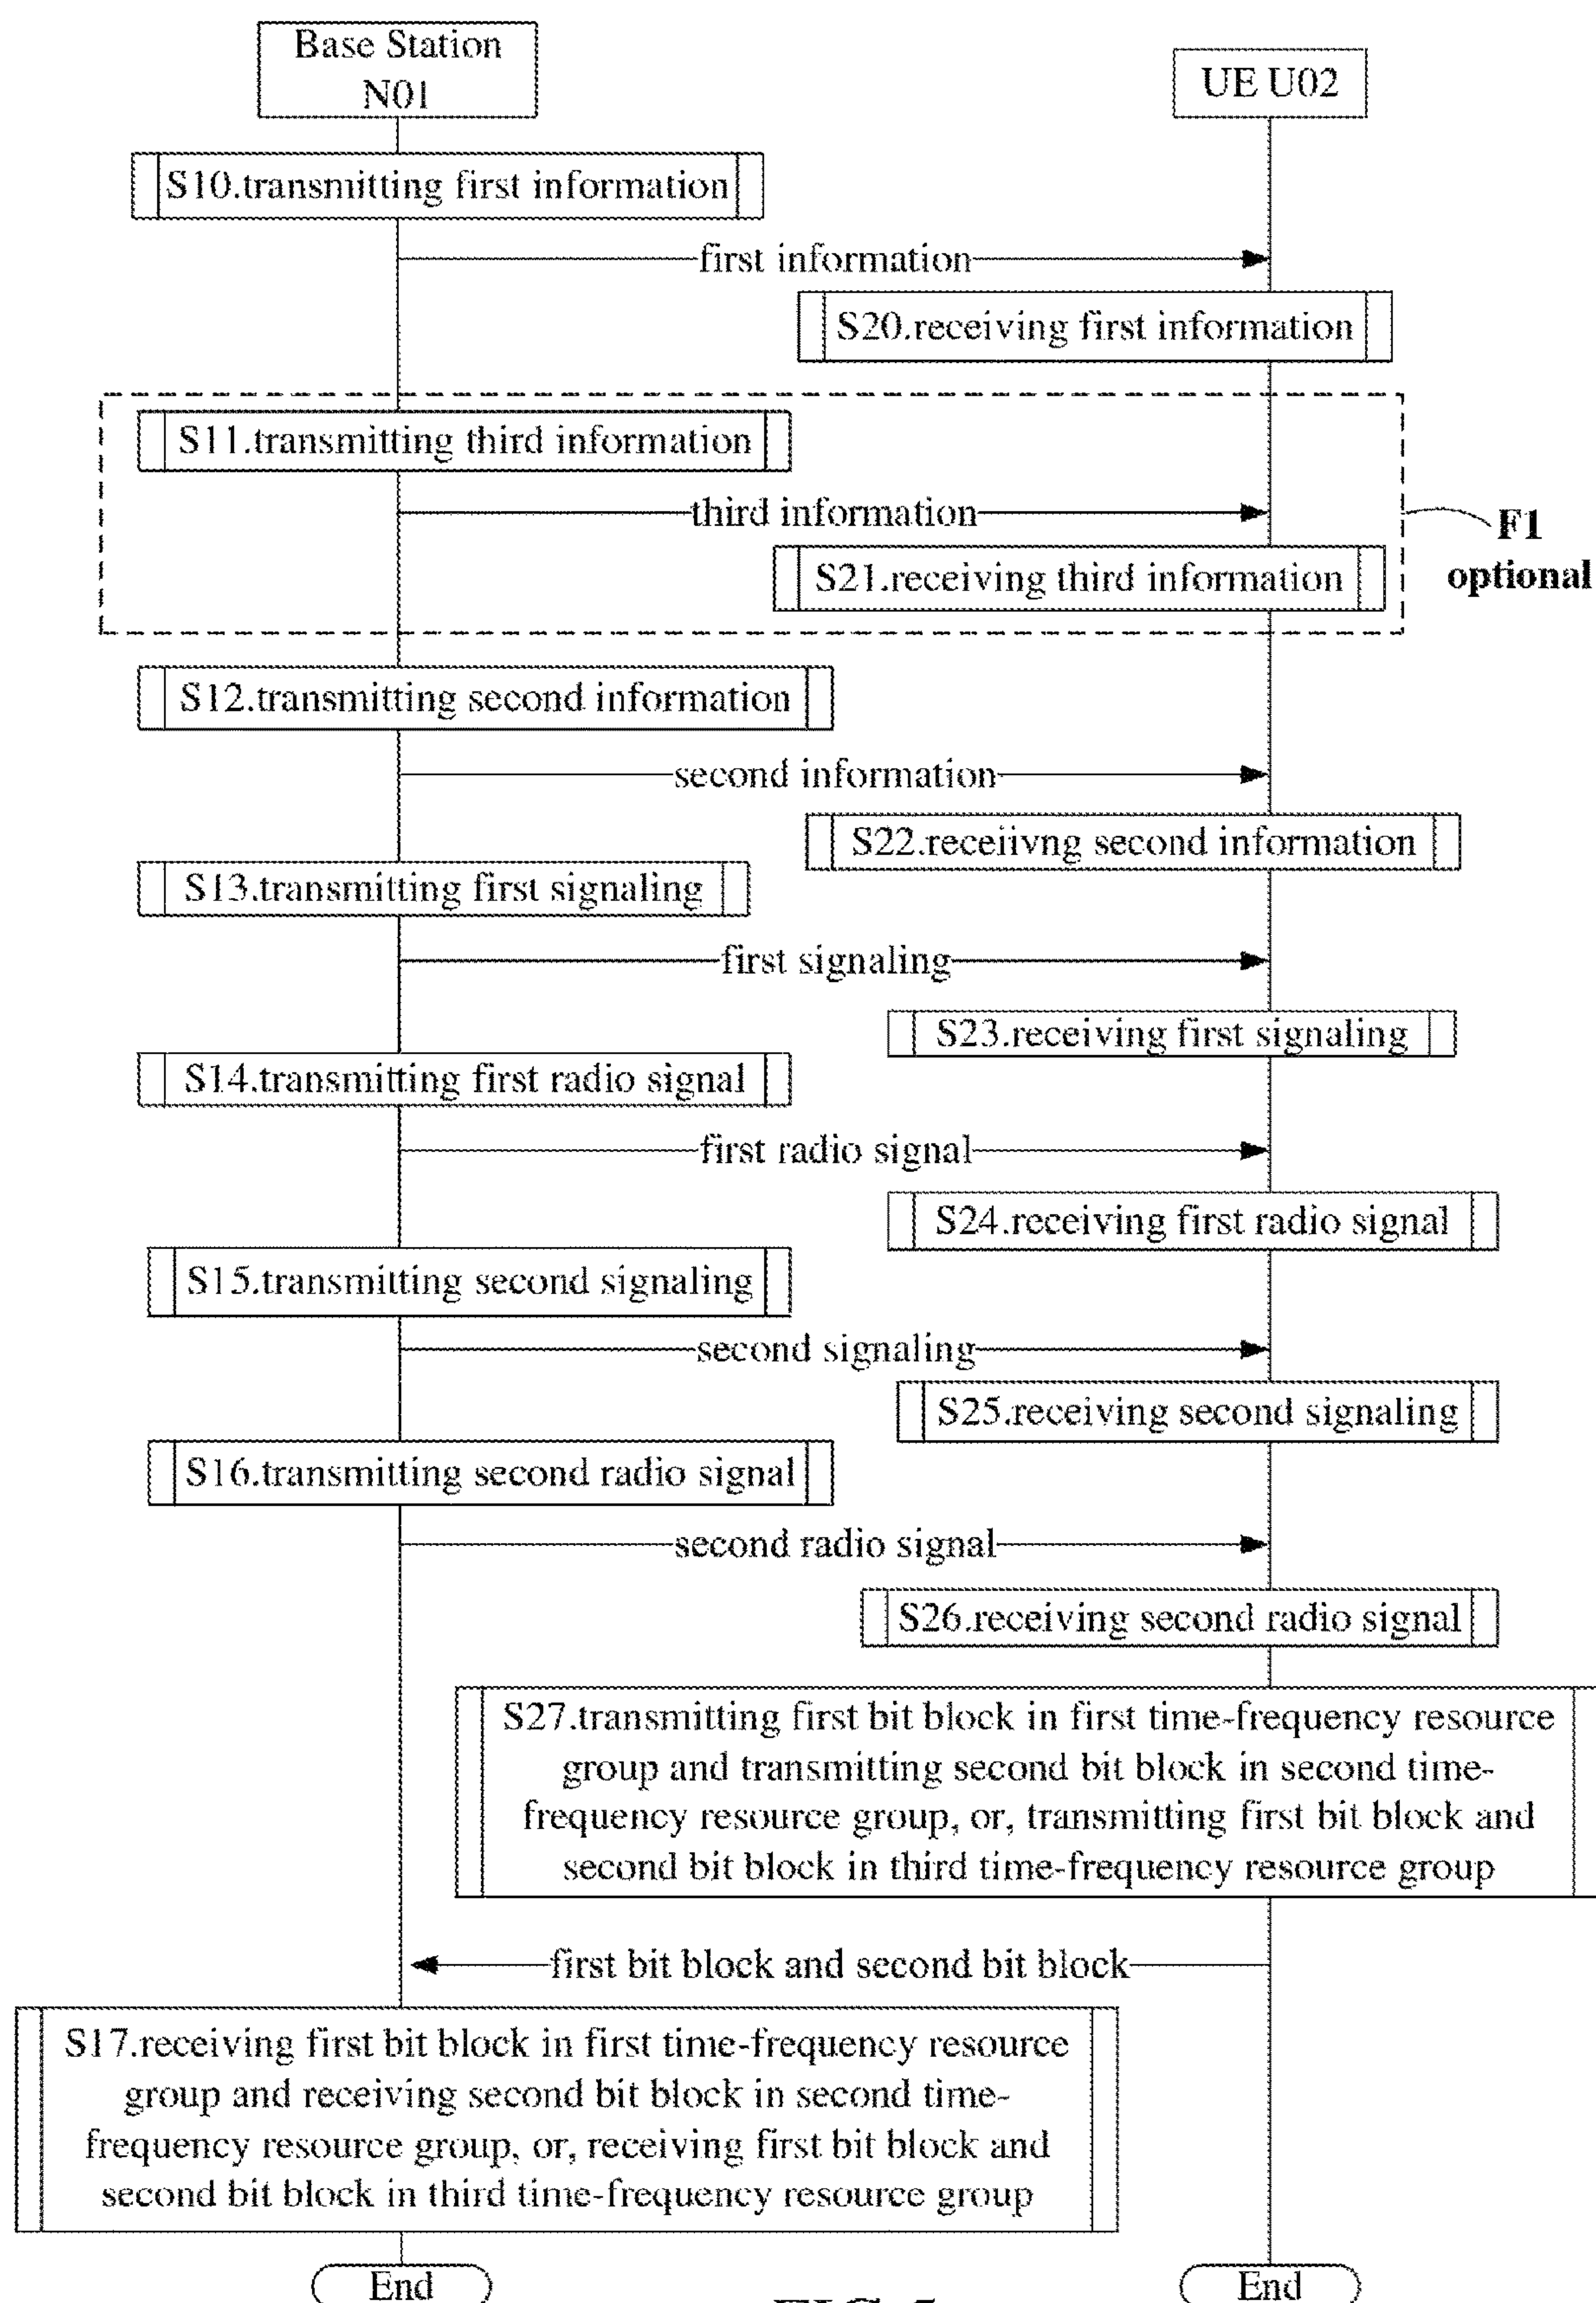 Base Station
N01
UE U02
S10.transmitting first information
first information
S20.receiving first information
S11.transmitting third information
third information
F1
optional
S21.receiving third information
S12.transmitting second information
second information
S22.receiivng second information
S13.transmitting first signaling
first signaling
S23.receiving first signaling
S14.transmitting first radio signal
first radio signal
S24.receiving first radio signal
S15.transmitting second signaling
second signaling
S25.receiving second signaling
S16.transmitting second radio signal
second radio signal
S26.receiving second radio signal
S27.transmitting first bit block in first time-frequency resource
group and transmitting second bit block in second time-
frequency resource group, or, transmitting first bit block and
second bit block in third time-frequency resource group
first bit block and second bit block
S17.receiving first bit block in first time-frequency resource
group and receiving second bit block in second time-
frequency resource group, or, receiving first bit block and
second bit block in third time-frequency resource group
End
End